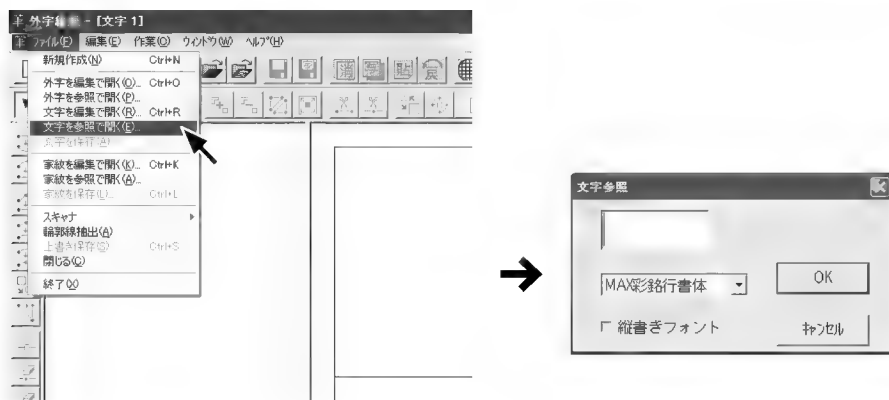 - [文字 1]
ファイル(F) 編集(E) 作業(O) ウィンドウ(W) ヘルプ(H)
新規作成(N) Ctrl+N
外字を編集で開く(O)... Ctrl+O
外字を参照で開く(P)...
文字を編集で開く(R)... Ctrl+R
文字を参照で開く(E)...
文字を保存(A)
家紋を編集で開く(K)... Ctrl+K
家紋を参照で開く(A)...
家紋を保存(L)... Ctrl+L
スキャナ
輪郭線抽出(A)
上書き保存(S) Ctrl+S
閉じる(C)
終了(X)
文字参照
MAX彩銘行書体
OK
縦書きフォント
キャンセル